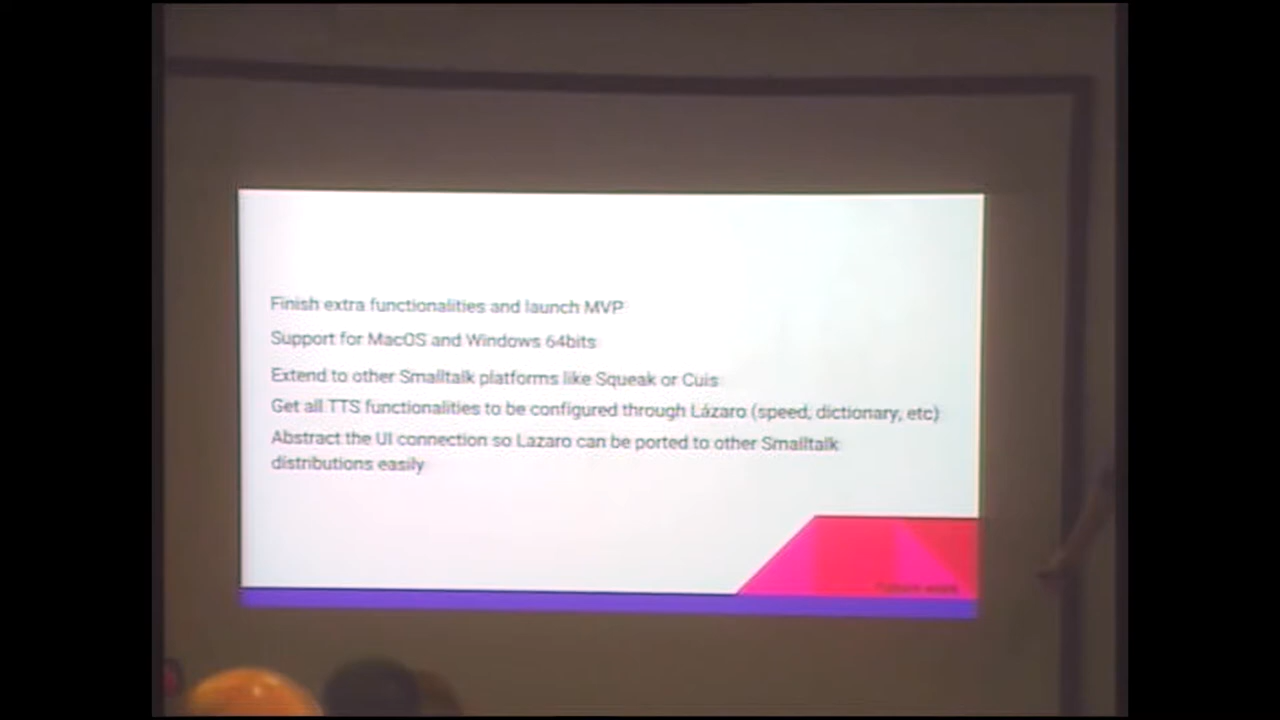 Finish extra functionalities and launch MVP
Support for MacOS and Windows 64bits
Extend to other Smalltalk platforms like Squeak or Cuis
Get all TTS functionalities to be configured through Lázaro (speed, dictionary, etc)
Abstract the UI connection so Lazaro can be ported to other Smalltalk
distributions easily
Future work